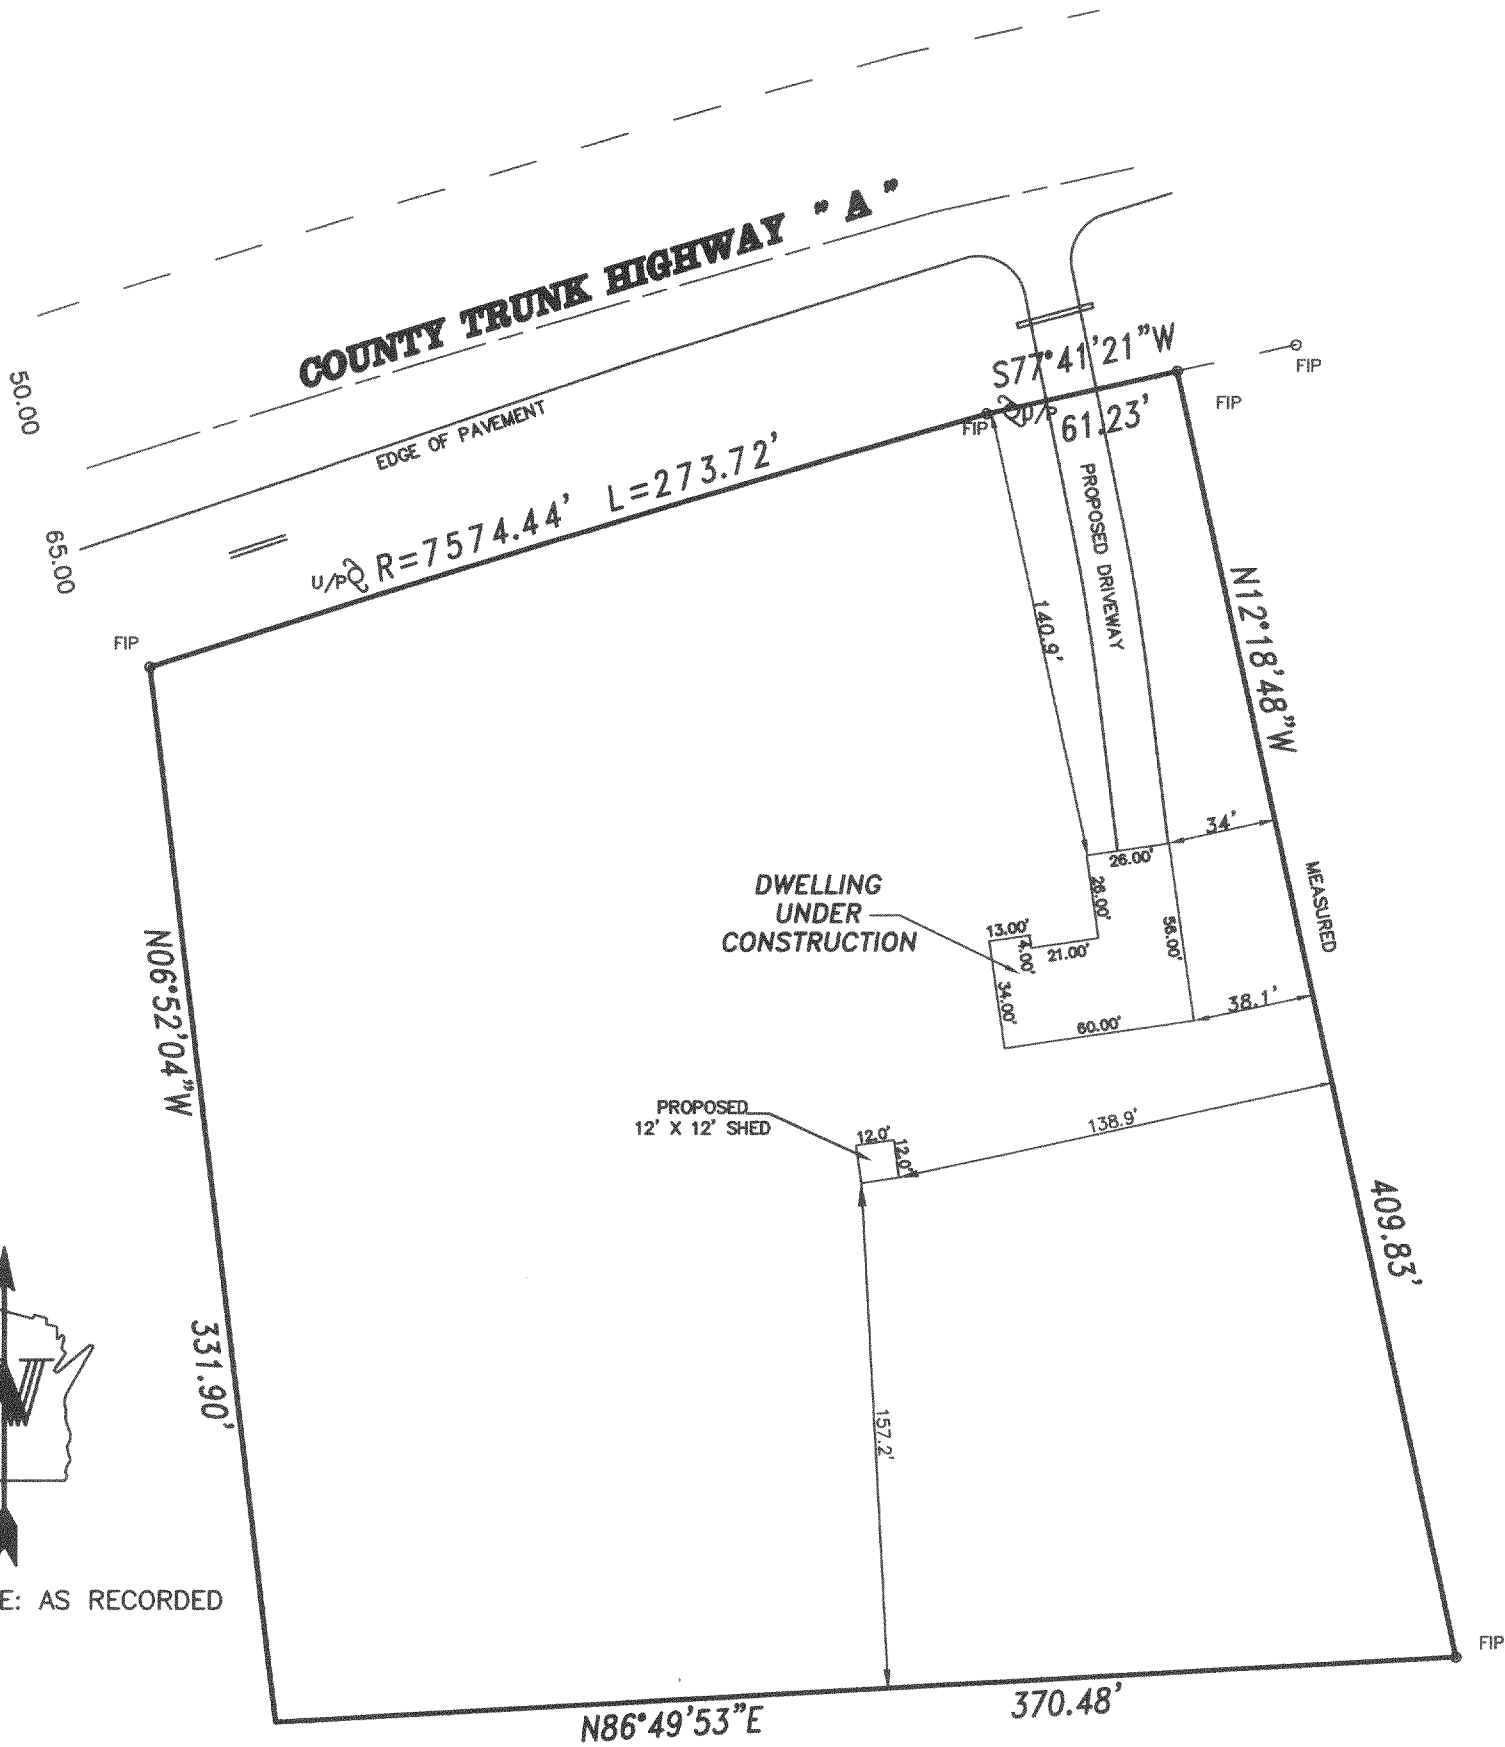 COUNTY TRUNK HIGHWAY " A "
50.00
S77°41'21"W
FIP
FIP
EDGE OF PAVEMENT
FIP
U/P
61.23'
R=7574.44' L=273.72'
65.00
U/P
PROPOSED DRIVEWAY
FIP
140.9'
N12°18'48"W
34'
26.00'
DWELLING
UNDER
CONSTRUCTION
26.00'
MEASURED
13.00'
4.00'
21.00'
56.00'
N06°52'04"W
34.00'
60.00'
38.1'
PROPOSED
12' X 12' SHED
12.0'
12.0'
138.9'
409.83'
331.90'
W
157.2'
E: AS RECORDED
FIP
N86°49'53"E
370.48'